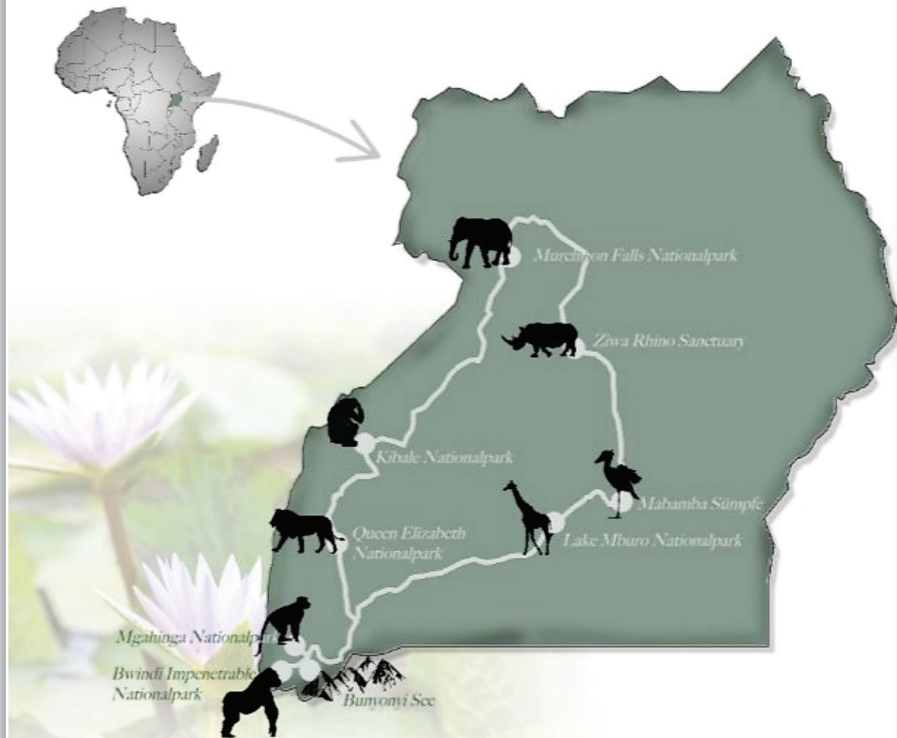 Murchison Falls Nationalpark
Ziwa Rhino Sanctuary
Kibale Nationalpark
Mabamba Sümpfe
Queen Elizabeth
Nationalpark
Lake Mburo Nationalpark
Mgahinga Nationalpark
Bwindi Impenetrable
Nationalpark
Bunyonyi See